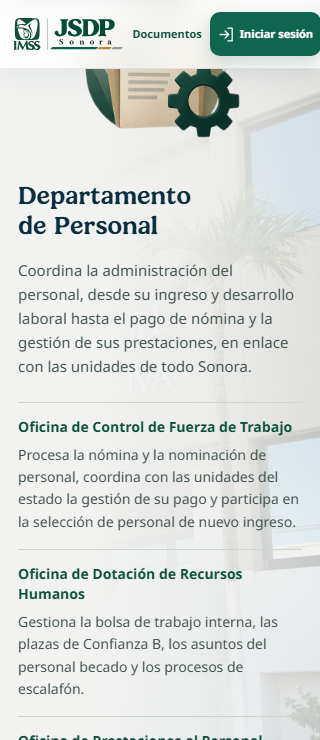 IMSS
JSDP
Sonora
Documentos
Iniciar sesión
Departamento
de Personal
Coordina la administración del
personal, desde su ingreso y desarrollo
laboral hasta el pago de nómina y la
gestión de sus prestaciones, en enlace
con las unidades de todo Sonora.
Oficina de Control de Fuerza de Trabajo
Procesa la nómina y la nominación de
personal, coordina con las unidades del
estado la gestión de su pago y participa en
la selección de personal de nuevo ingreso.
Oficina de Dotación de Recursos
Humanos
Gestiona la bolsa de trabajo interna, las
plazas de Confianza B, los asuntos del
personal becado y los procesos de
escalafón.
Oficina de Prestaciones al Personal